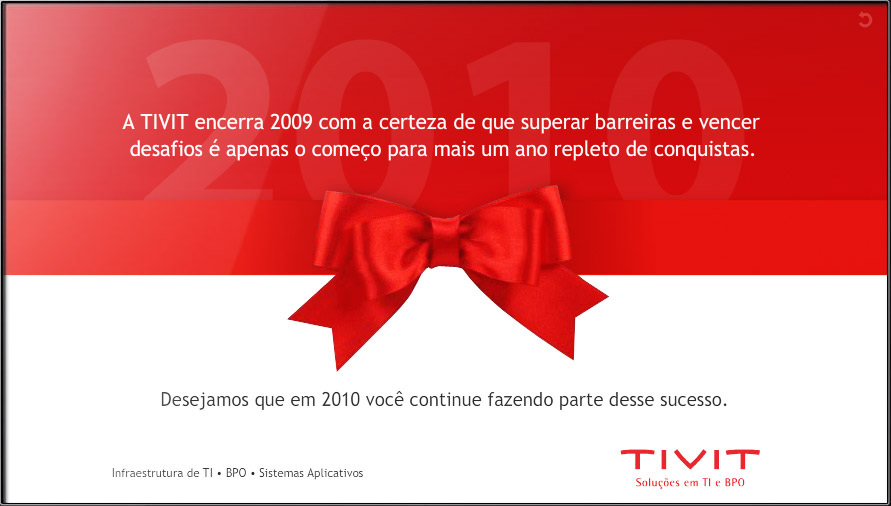 2010
A TIVIT encerra 2009 com a certeza de que superar barreiras e vencer
desafios é apenas o começo para mais um ano repleto de conquistas.
Desejamos que em 2010 você continue fazendo parte desse sucesso.
Infraestrutura de TI • BPO • Sistemas Aplicativos
TIVIT
Soluções em TI e BPO